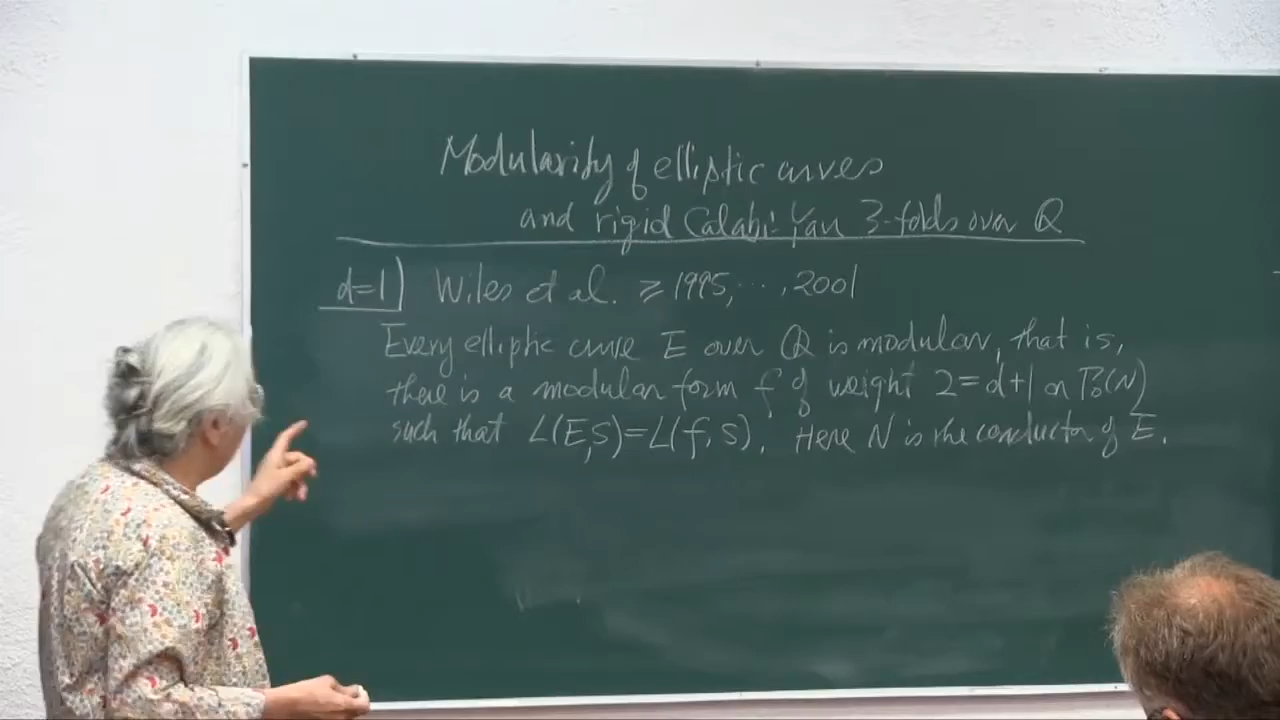 Modularity of elliptic curves
and rigid Calabi-Yau 3-folds over Q
d=1) Wiles et al. ≥ 1995, ..., 2001
Every elliptic curve E over Q is modular, that is,
there is a modular form f of weight 2=d+1 on Γ₀(N)
such that L(E,s)=L(f,s). Here N is the conductor of E.